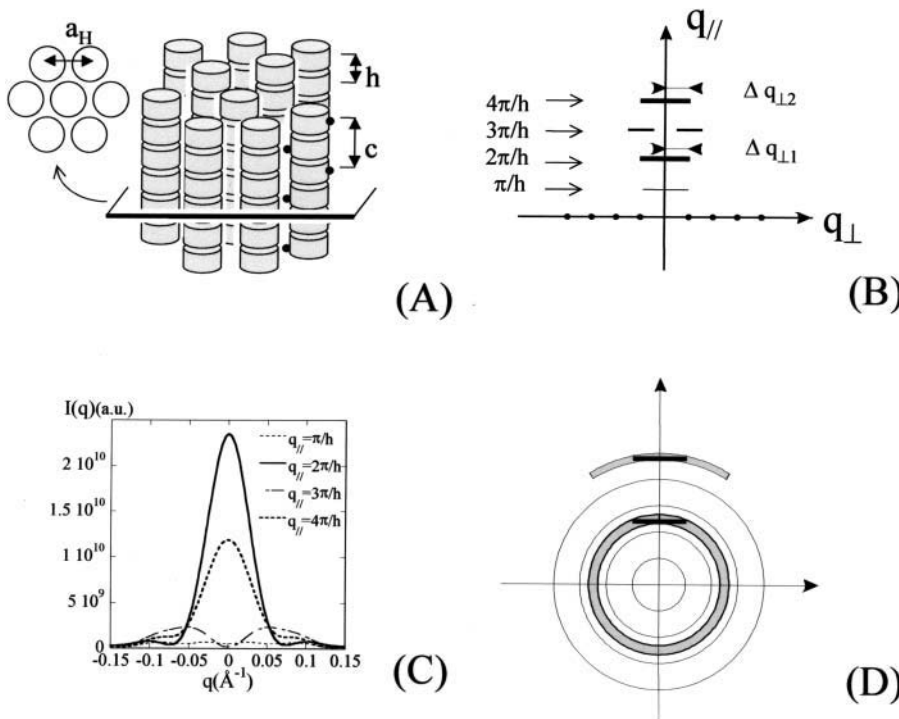 a_H
h
c
(A)
q_//
4π/h
3π/h
2π/h
π/h
Δ q_⊥2
Δ q_⊥1
q_⊥
(B)
I(q)(a.u.)
2 10^10
1.5 10^10
1 10^10
5 10^9
0
-0.15 -0.1 -0.05 0 0.05 0.1 0.15
q(Å^-1)
q_//=π/h
q_//=2π/h
q_//=3π/h
q_//=4π/h
(C)
(D)